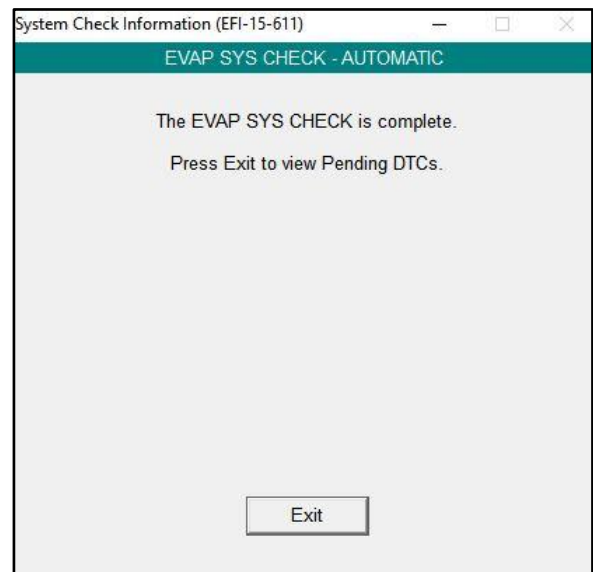 System Check Information (EFI-15-611)
EVAP SYS CHECK - AUTOMATIC
The EVAP SYS CHECK is complete.
Press Exit to view Pending DTCs.
Exit